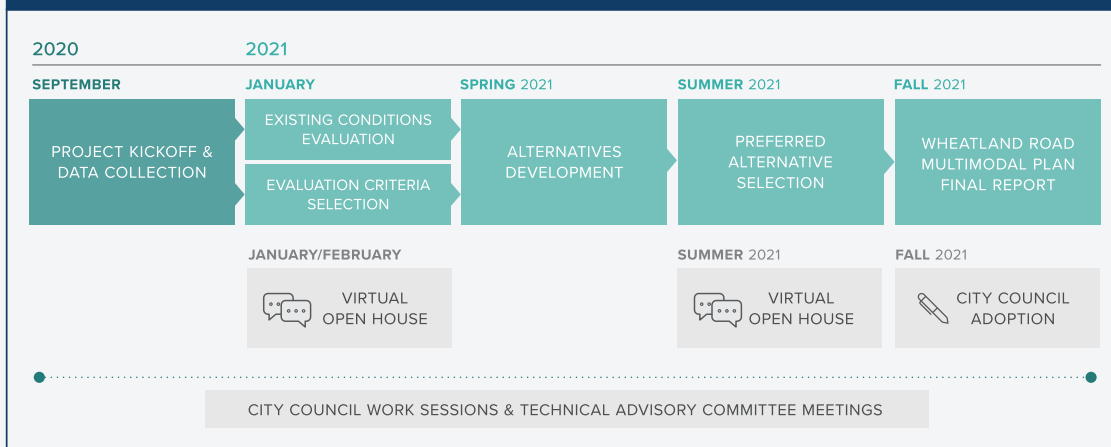 2020
2021
SEPTEMBER
JANUARY
SPRING 2021
SUMMER 2021
FALL 2021
PROJECT KICKOFF &
DATA COLLECTION
EXISTING CONDITIONS
EVALUATION
EVALUATION CRITERIA
SELECTION
ALTERNATIVES
DEVELOPMENT
PREFERRED
ALTERNATIVE
SELECTION
WHEATLAND ROAD
MULTIMODAL PLAN
FINAL REPORT
JANUARY/FEBRUARY
VIRTUAL
OPEN HOUSE
SUMMER 2021
VIRTUAL
OPEN HOUSE
FALL 2021
CITY COUNCIL
ADOPTION
CITY COUNCIL WORK SESSIONS & TECHNICAL ADVISORY COMMITTEE MEETINGS